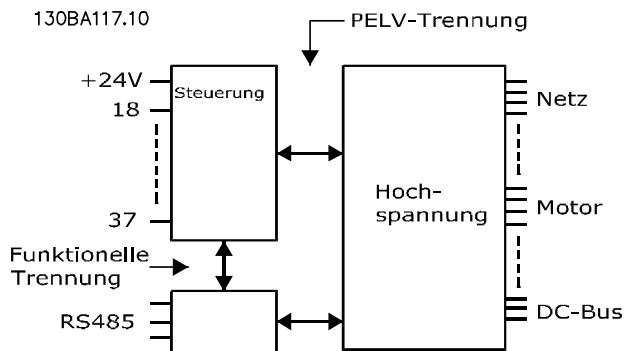 130BA117.10
PELV-Trennung
+24V
18
37
Steuerung
Hoch-
spannung
Netz
Motor
DC-Bus
Funktionelle
Trennung
RS485